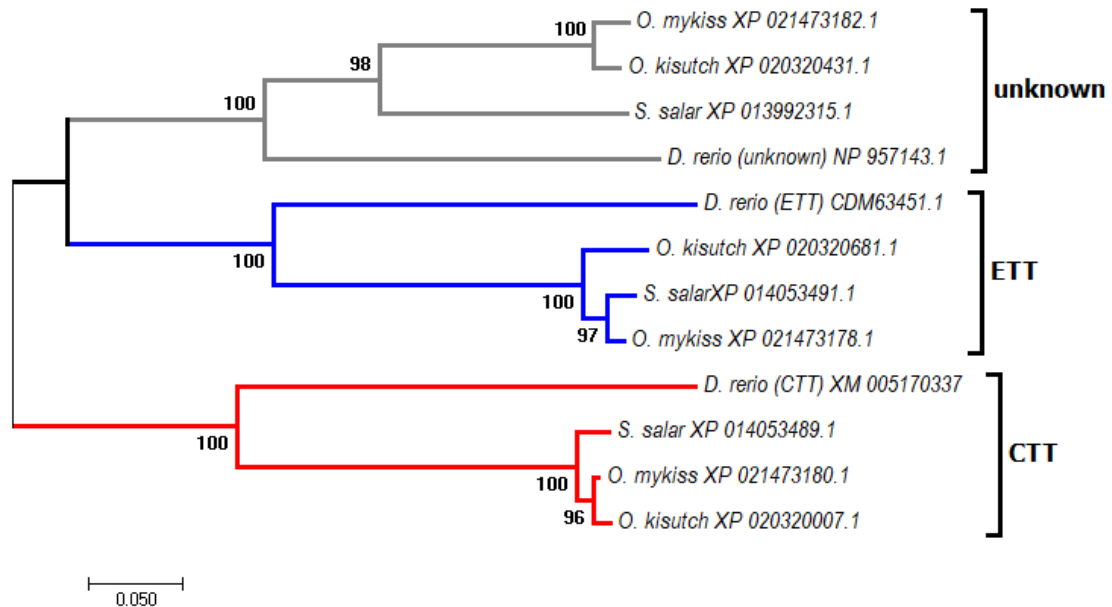 O. mykiss XP 021473182.1
100
O. kisutch XP 020320431.1
98
unknown
100
S. salar XP 013992315.1
D. rerio (unknown) NP 957143.1
D. rerio (ETT) CDM63451.1
O. kisutch XP 020320681.1
100
ETT
S. salarXP 014053491.1
100
97
O. mykiss XP 021473178.1
D. rerio (CTT) XM 005170337
S. salar XP 014053489.1
100
CTT
O. mykiss XP 021473180.1
100
96
O. kisutch XP 020320007.1
0.050